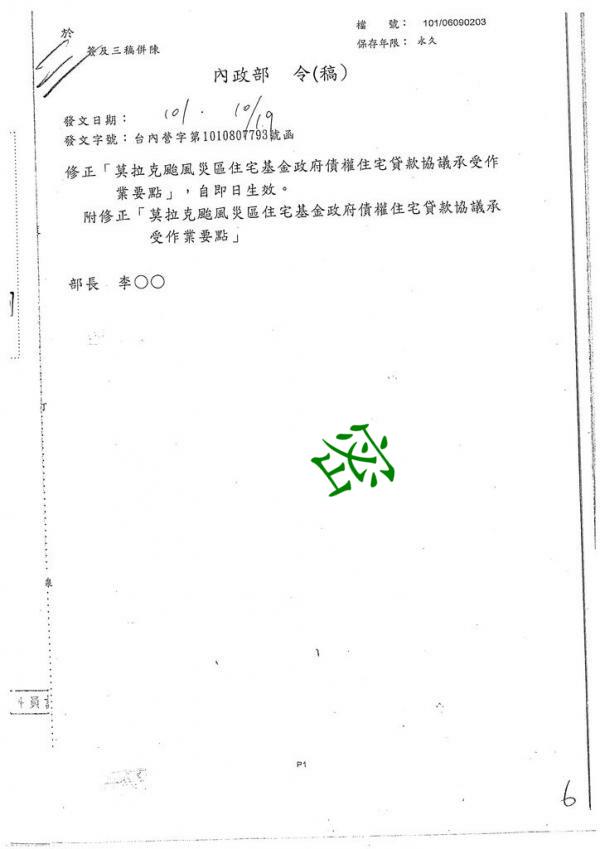 檔 號： 101/06090203
保存年限： 永久
於
簽及三稿併陳
內政部 令(稿)
發文日期： 101. 10/19
發文字號：台內營字第1010807793號函
修正「莫拉克颱風災區住宅基金政府債權住宅貸款協議承受作
業要點」，自即日生效。
附修正「莫拉克颱風災區住宅基金政府債權住宅貸款協議承
受作業要點」
部長 李○○
密
訂
線
員
P1
6